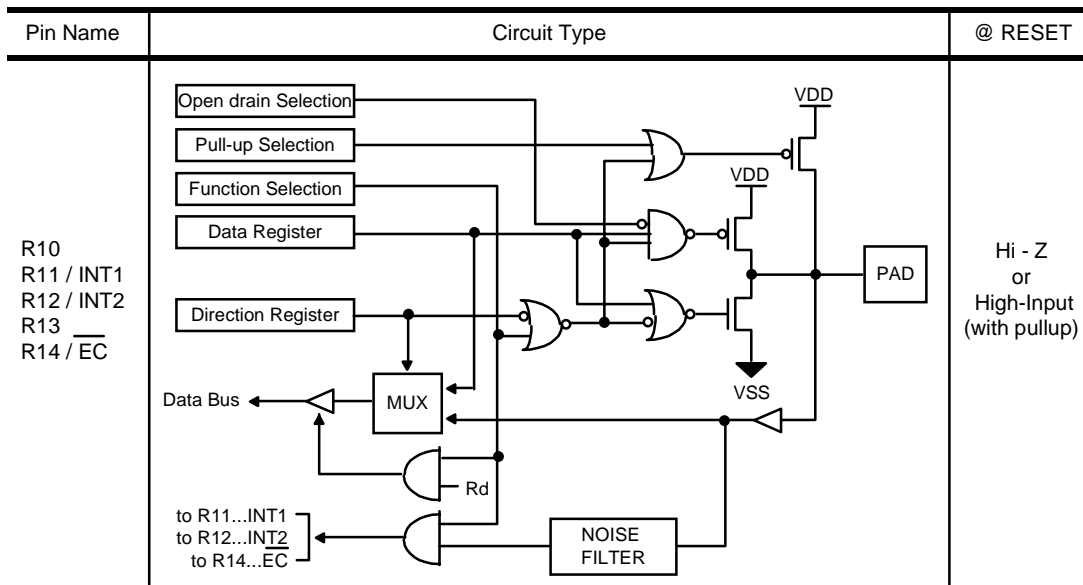 Pin Name
Circuit Type
@ RESET
Open drain Selection
Pull-up Selection
Function Selection
Data Register
Direction Register
VDD
VDD
PAD
VSS
R10
R11 / INT1
R12 / INT2
R13
R14 / EC
Hi - Z
or
High-Input
(with pullup)
Data Bus
MUX
Rd
to R11...INT1
to R12...INT2
to R14...EC
NOISE
FILTER